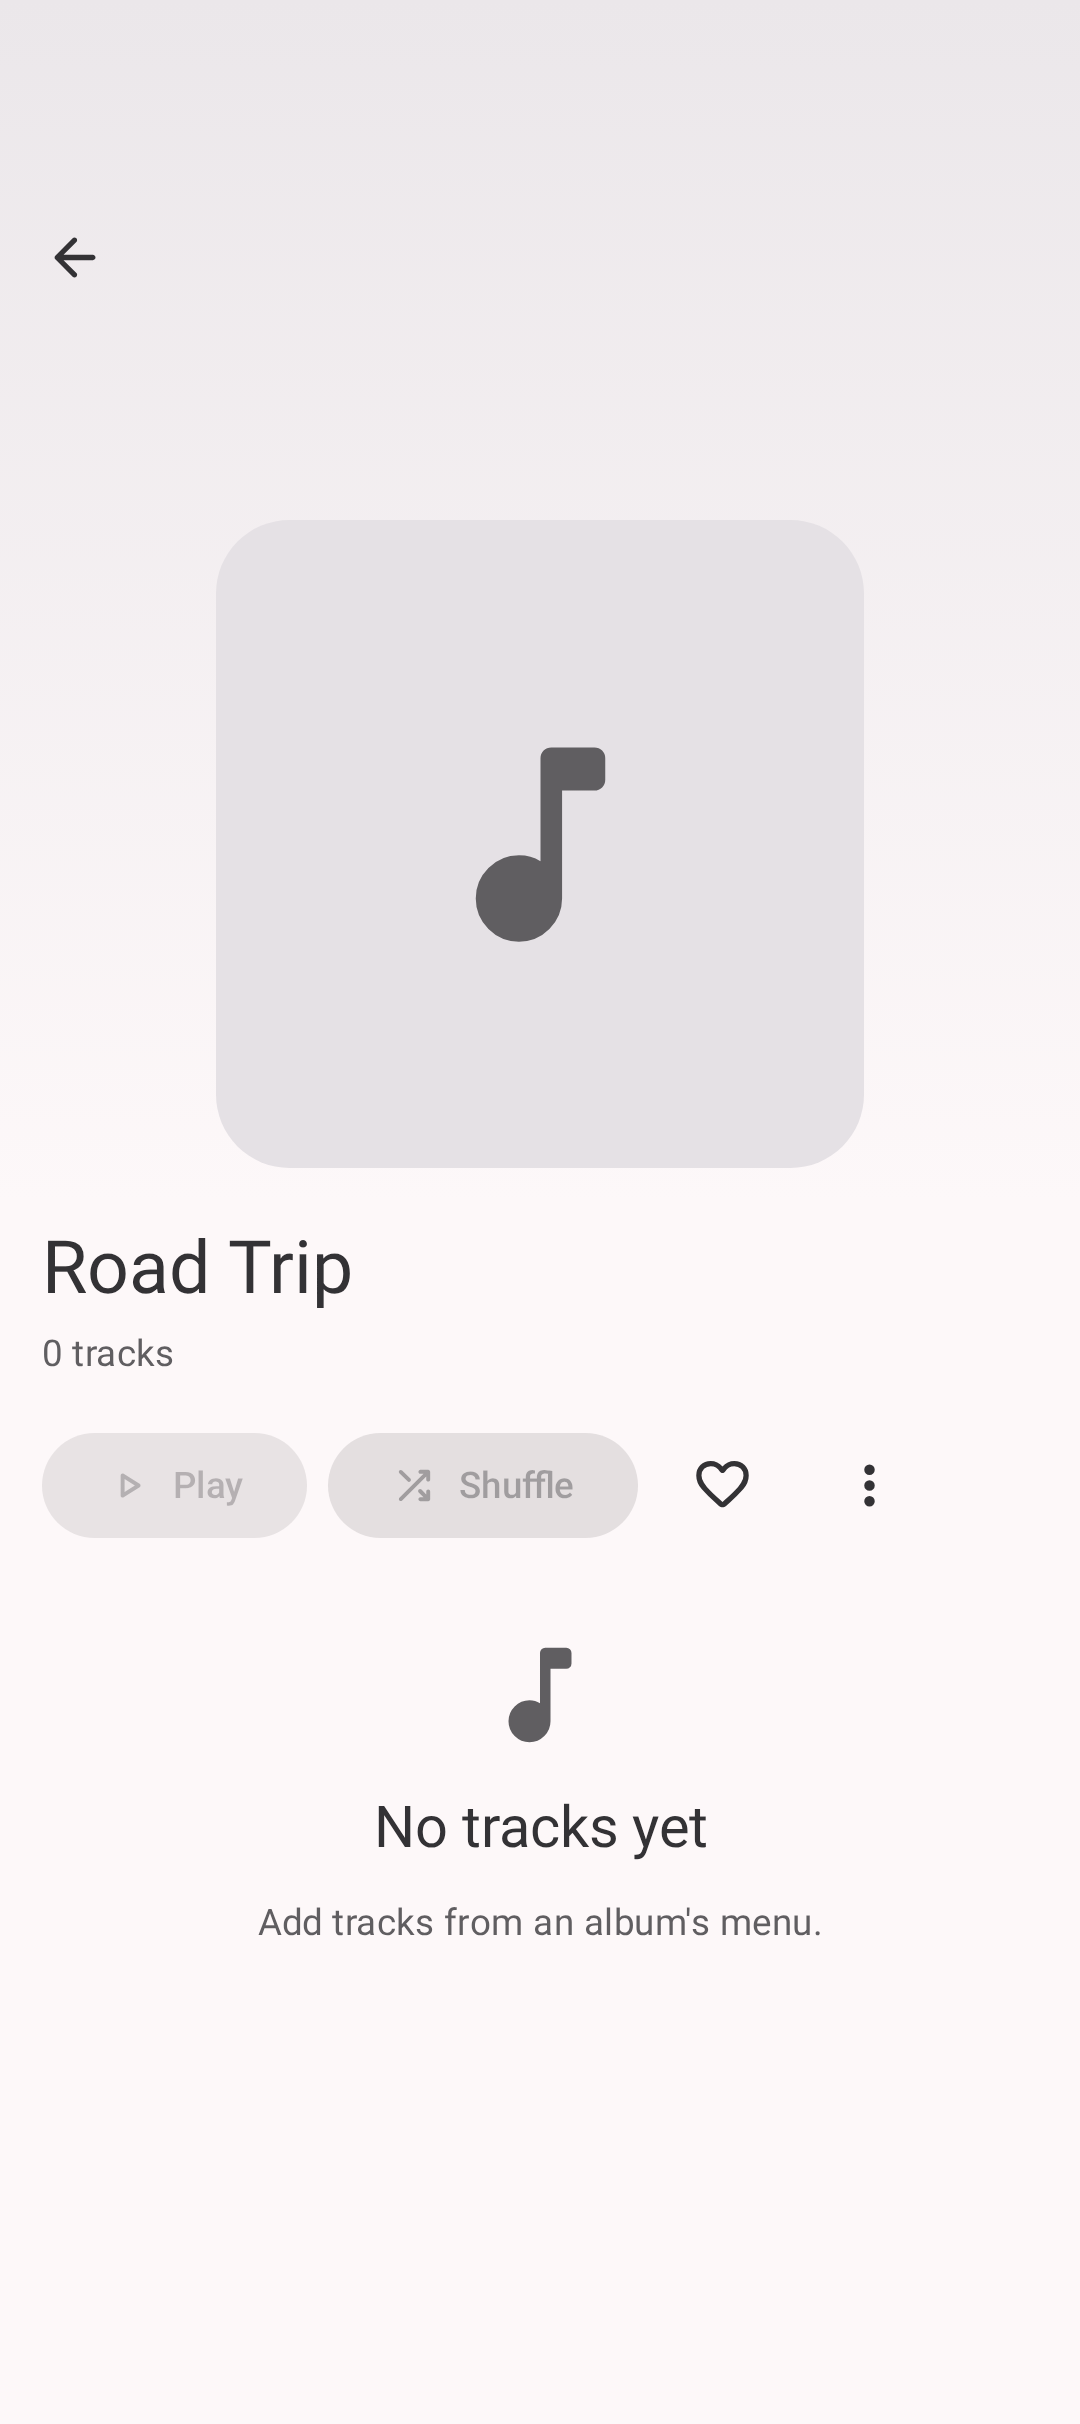 Road Trip
0 tracks
Play
Shuffle
No tracks yet
Add tracks from an album's menu.